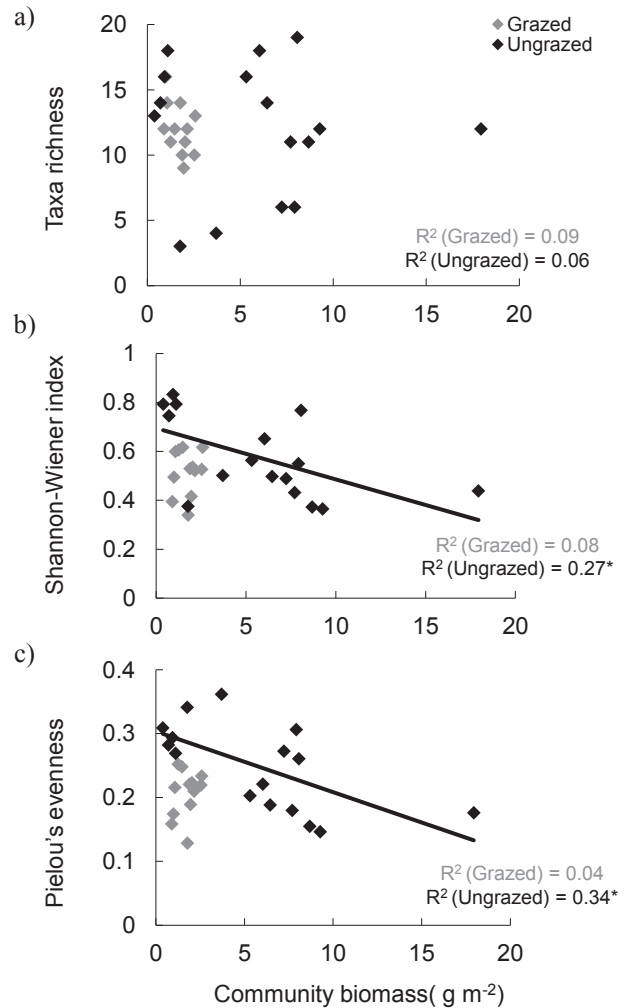 a)
Grazed
Ungrazed
20
15
10
5
0
Taxa richness
R² (Grazed) = 0.09
R² (Ungrazed) = 0.06
0 5 10 15 20
b)
1
0.8
0.6
0.4
0.2
0
Shannon-Wiener index
R² (Grazed) = 0.08
R² (Ungrazed) = 0.27*
0 5 10 15 20
c)
0.4
0.3
0.2
0.1
0
Pielou's evenness
R² (Grazed) = 0.04
R² (Ungrazed) = 0.34*
0 5 10 15 20
Community biomass( g m-2)